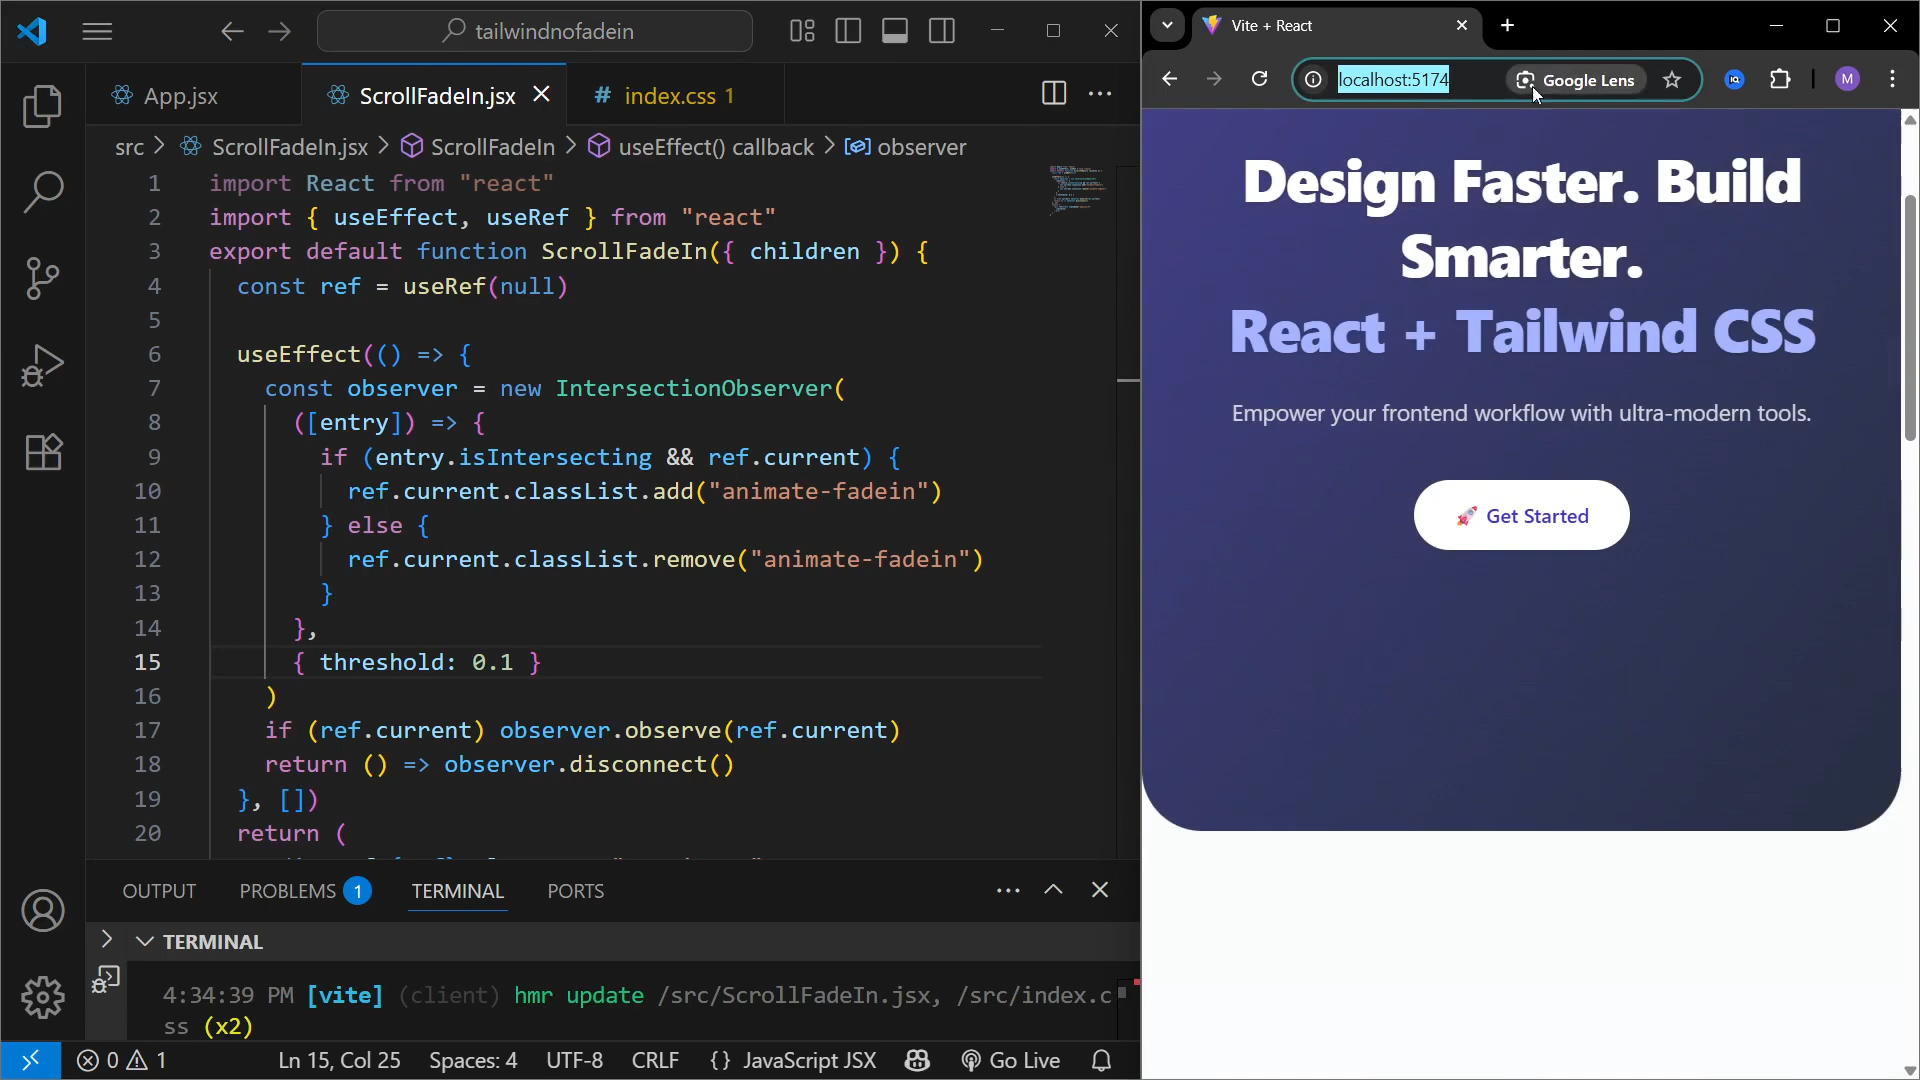 tailwindnofadein
App.jsx
ScrollFadeIn.jsx
# index.css 1
src > ScrollFadeIn.jsx > ScrollFadeIn > useEffect() callback > observer
1 import React from "react"
2 import { useEffect, useRef } from "react"
3 export default function ScrollFadeIn({ children }) {
4 const ref = useRef(null)
5
6 useEffect(() => {
7 const observer = new IntersectionObserver(
8 ([entry]) => {
9 if (entry.isIntersecting && ref.current) {
10 ref.current.classList.add("animate-fadein")
11 } else {
12 ref.current.classList.remove("animate-fadein")
13 }
14 },
15 { threshold: 0.1 }
16 )
17 if (ref.current) observer.observe(ref.current)
18 return () => observer.disconnect()
19 }, [])
20 return (
OUTPUT
PROBLEMS 1
TERMINAL
PORTS
TERMINAL
4:34:39 PM [vite] (client) hmr update /src/ScrollFadeIn.jsx, /src/index.c
ss (x2)
0 1
Ln 15, Col 25
Spaces: 4
UTF-8
CRLF
{} JavaScript JSX
Go Live
Vite + React
localhost:5174
Google Lens
M
Design Faster. Build
Smarter.
React + Tailwind CSS
Empower your frontend workflow with ultra-modern tools.
🚀 Get Started